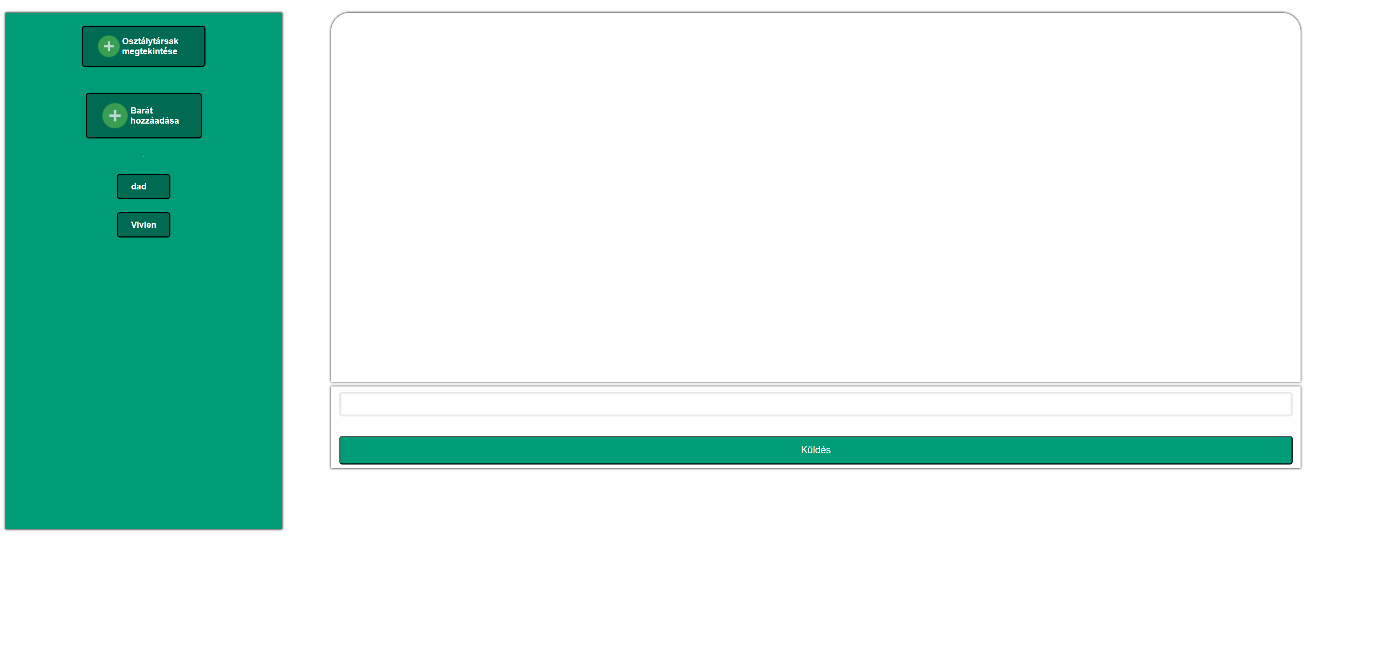 Osztálytársak
megtekintése
Barát
hozzáadása
dad
Vivien
Küldés